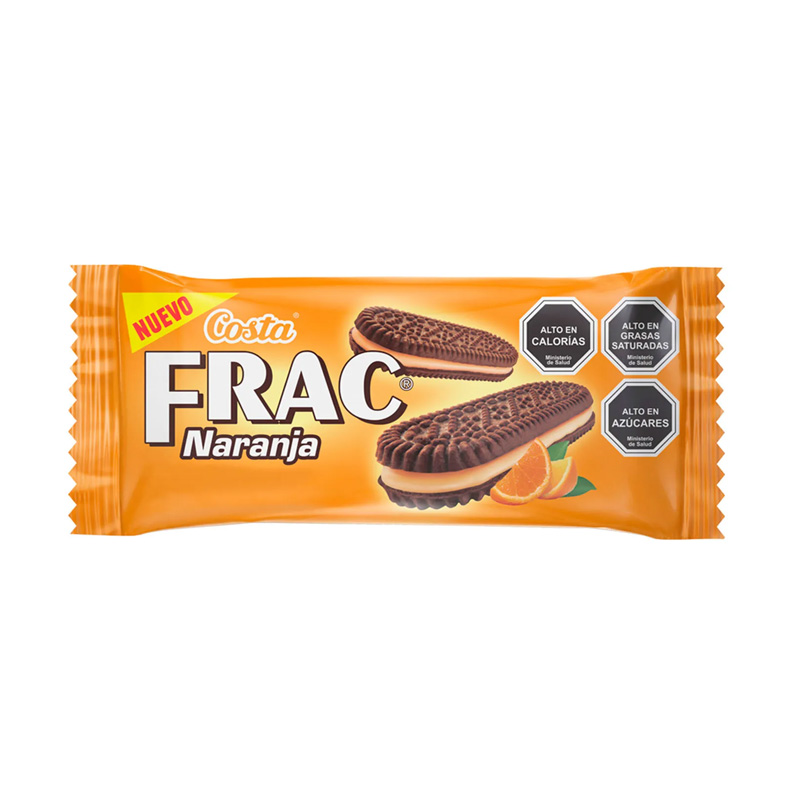 NUEVO
Costa®
FRAC®
Naranja
ALTO EN
CALORÍAS
Ministerio
de Salud
ALTO EN
GRASAS
SATURADAS
Ministerio
de Salud
ALTO EN
AZÚCARES
Ministerio
de Salud